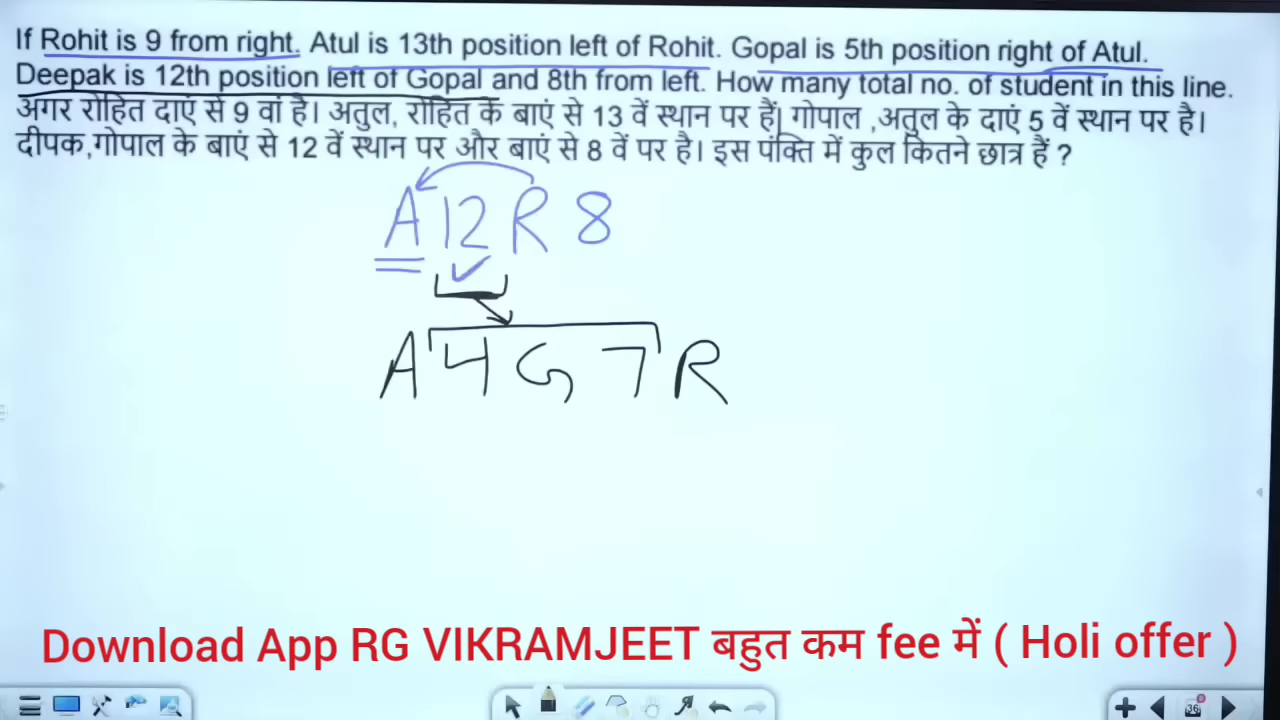 If Rohit is 9 from right. Atul is 13th position left of Rohit. Gopal is 5th position right of Atul.
Deepak is 12th position left of Gopal and 8th from left. How many total no. of student in this line.
अगर रोहित दाएं से 9 वां है। अतुल, रोहित के बाएं से 13 वें स्थान पर हैं| गोपाल ,अतुल के दाएं 5 वें स्थान पर है।
दीपक,गोपाल के बाएं से 12 वें स्थान पर और बाएं से 8 वें पर है। इस पंक्ति में कुल कितने छात्र हैं ?
A 12 R 8
A 4 G 7 R
Download App RG VIKRAMJEET बहुत कम fee में ( Holi offer )
36